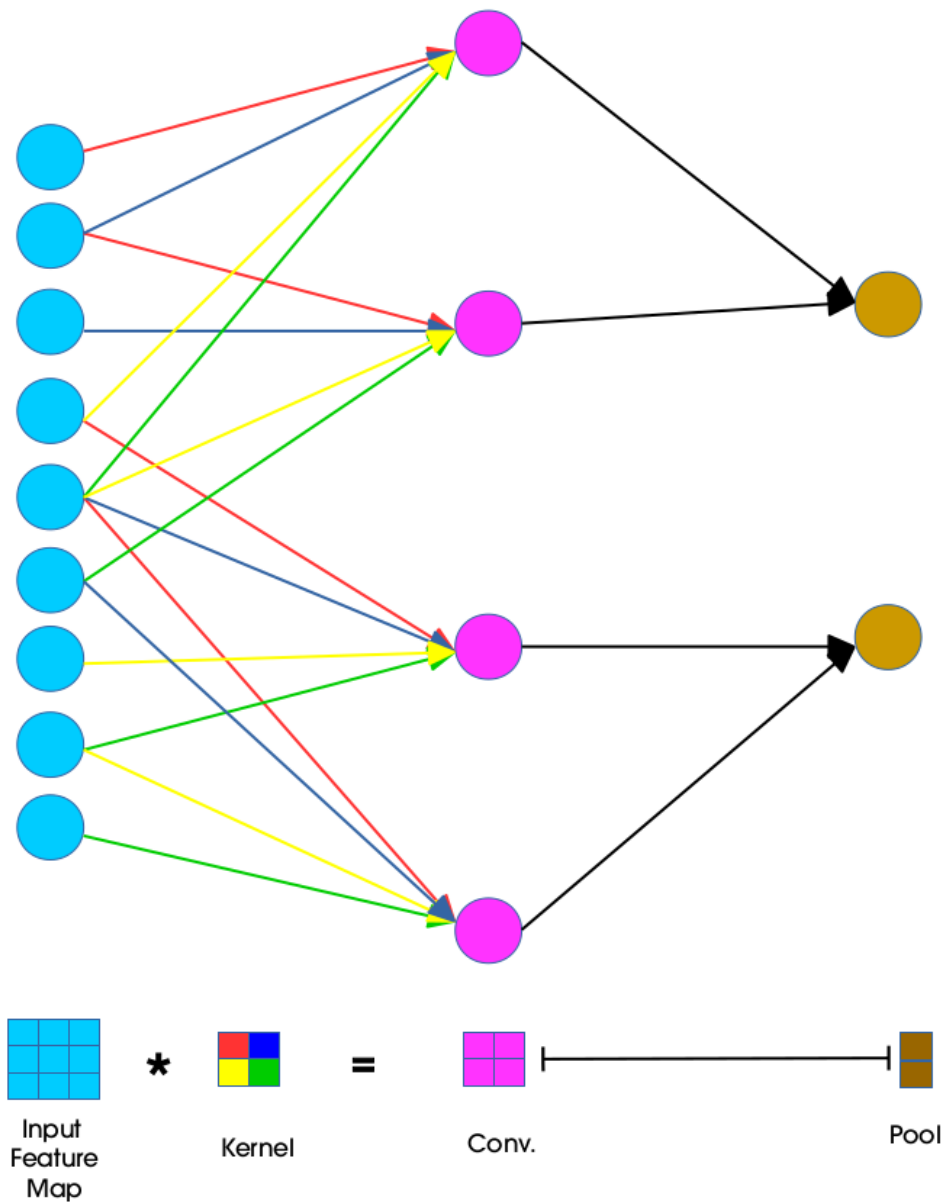 * =
Input
Feature
Map
Kernel
Conv.
Pool